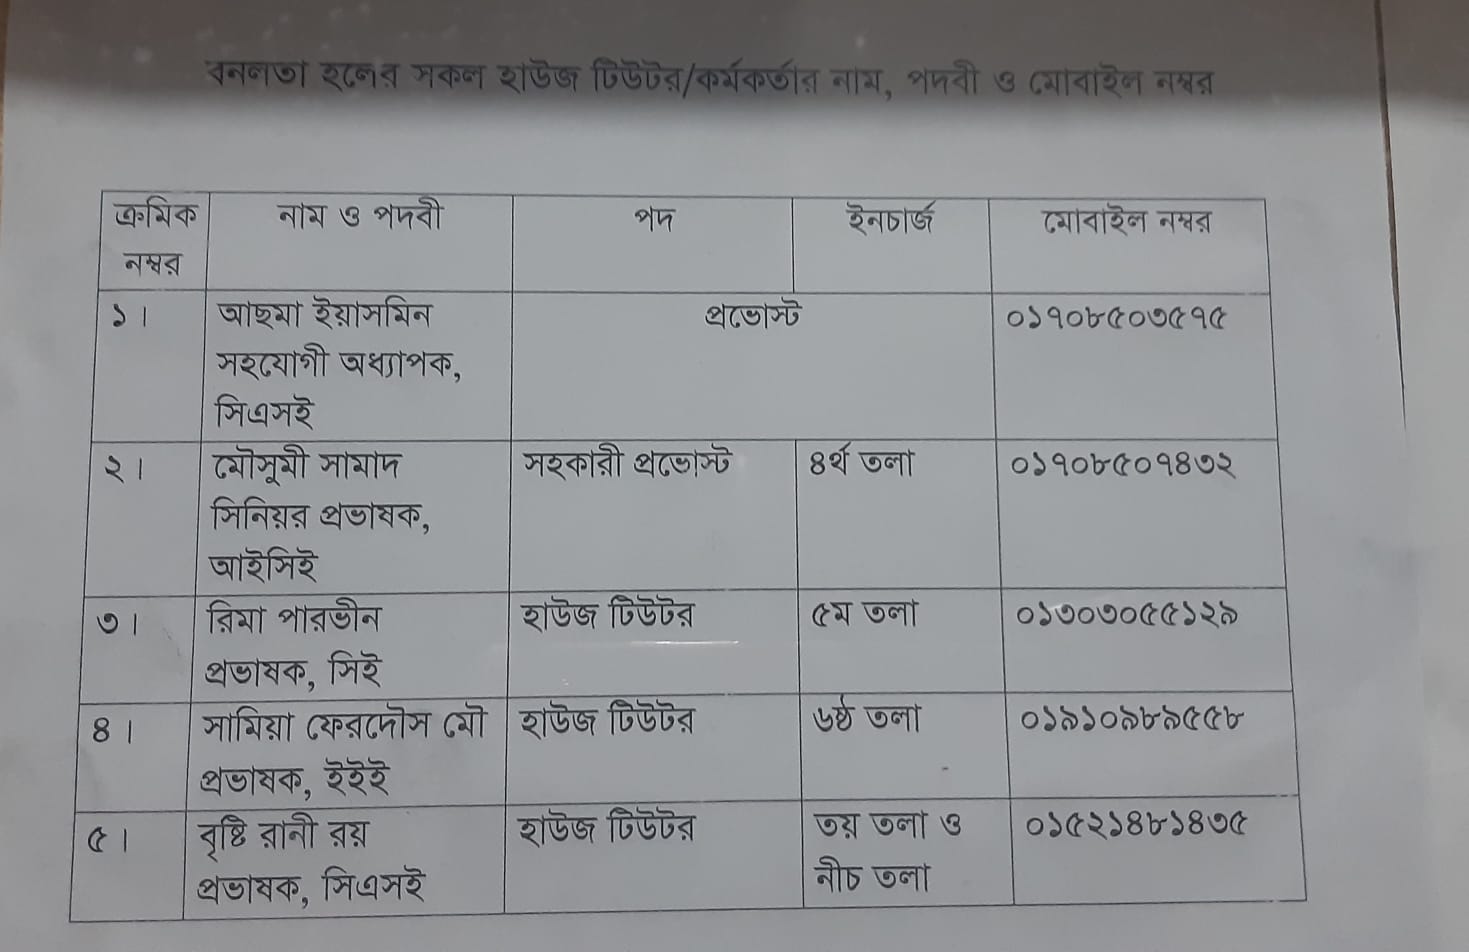 বনলতা হলের সকল হাউজ টিউটর/কর্মকর্তার নাম, পদবী ও মোবাইল নম্বর
ক্রমিক নম্বর
নাম ও পদবী
পদ
ইনচার্জ
মোবাইল নম্বর
১।
আছমা ইয়াসমিন
সহযোগী অধ্যাপক,
সিএসই
প্রভোস্ট
০১৭০৮৫০৩৫৭৫
২।
মৌসুমী সামাদ
সিনিয়র প্রভাষক,
আইসিই
সহকারী প্রভোস্ট
৪র্থ তলা
০১৭০৮৫০৭৪৩২
৩।
রিমা পারভীন
প্রভাষক, সিই
হাউজ টিউটর
৫ম তলা
০১৩০৩০৫৫১২৯
৪।
সামিয়া ফেরদৌস মৌ
প্রভাষক, ইইই
হাউজ টিউটর
৬ষ্ঠ তলা
০১৯১০৯৮৯৫৫৮
৫।
বৃষ্টি রানী রয়
প্রভাষক, সিএসই
হাউজ টিউটর
৩য় তলা ও
নীচ তলা
০১৫২১৪৮১৪৩৫